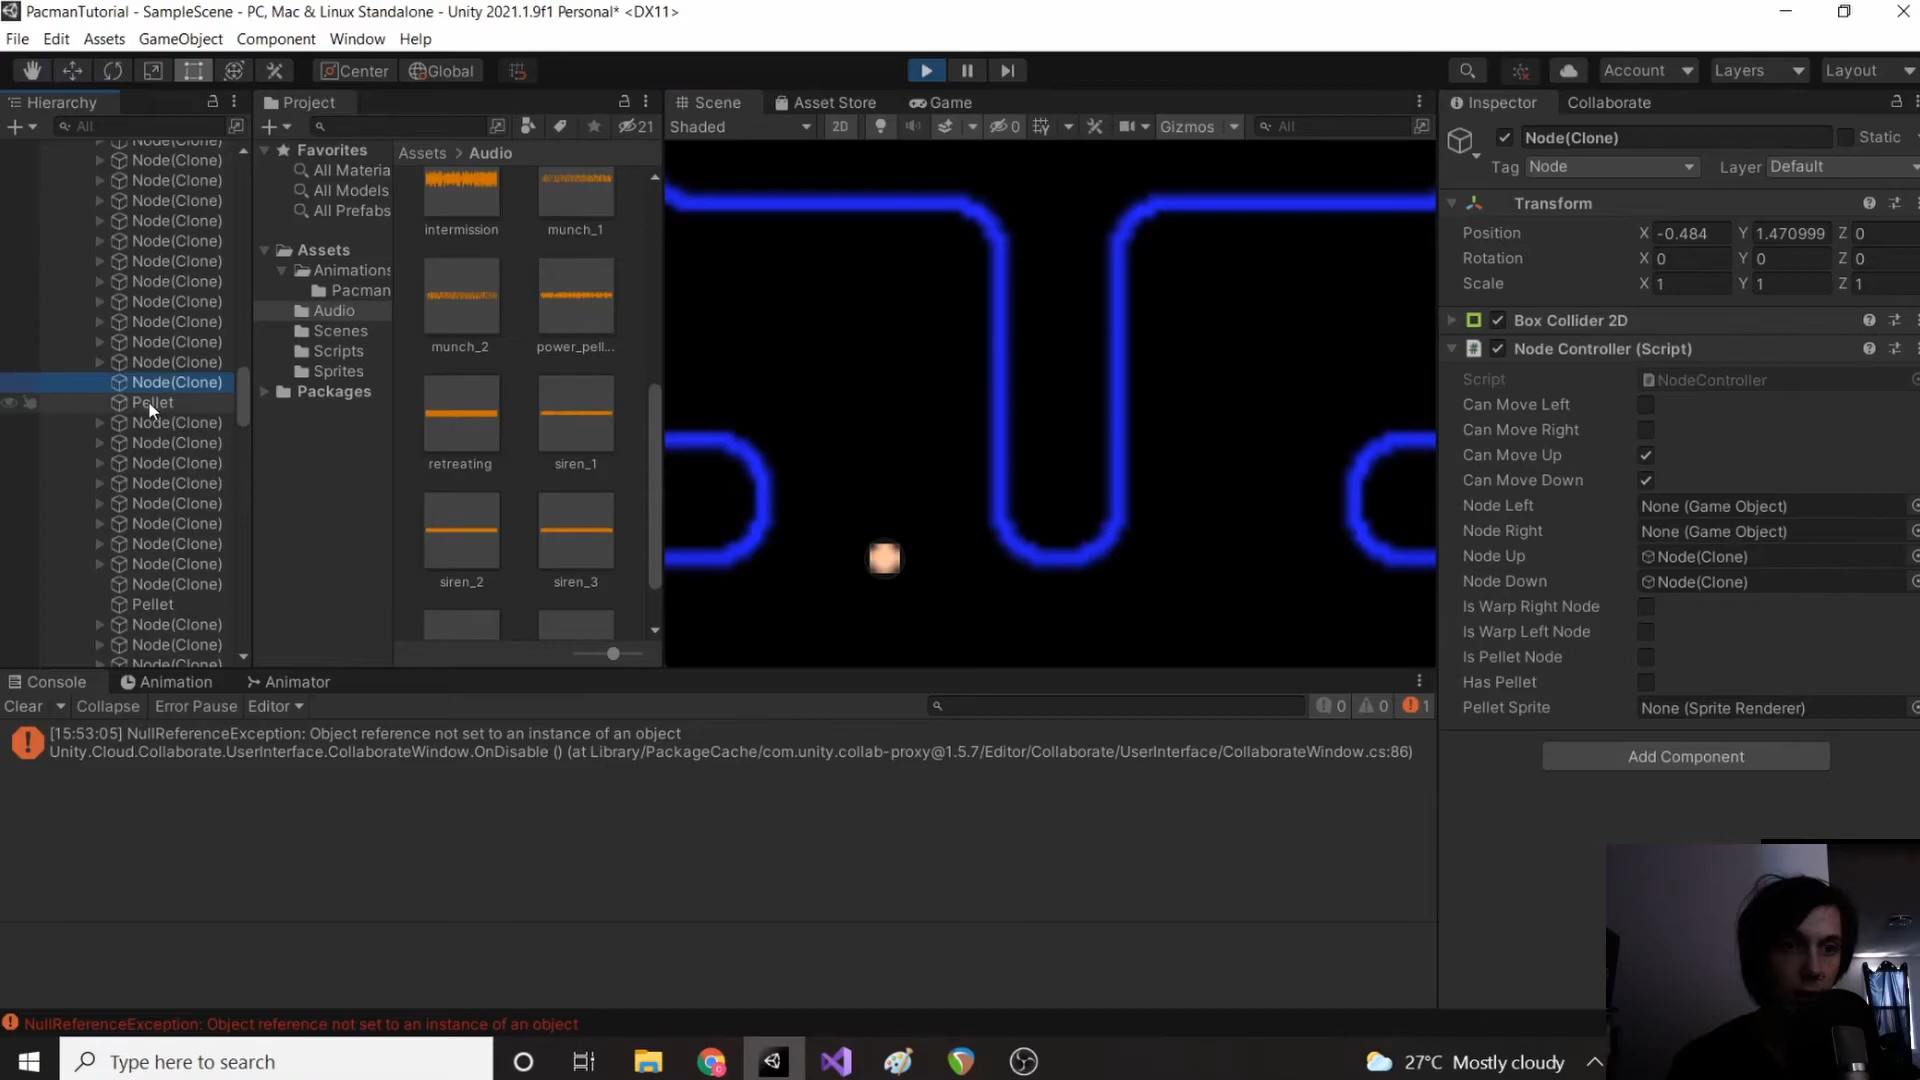 PacmanTutorial - SampleScene - PC, Mac & Linux Standalone - Unity 2021.1.9f1 Personal* <DX11>
File Edit Assets GameObject Component Window Help
Center Global Account Layers Layout
Hierarchy
All
Node(Clone)
Node(Clone)
Node(Clone)
Node(Clone)
Node(Clone)
Node(Clone)
Node(Clone)
Node(Clone)
Node(Clone)
Node(Clone)
Node(Clone)
Node(Clone)
Node(Clone)
Pellet
Node(Clone)
Node(Clone)
Node(Clone)
Node(Clone)
Node(Clone)
Node(Clone)
Node(Clone)
Node(Clone)
Node(Clone)
Pellet
Node(Clone)
Node(Clone)
Node(Clone)
Project
21
Favorites
All Materia
All Models
All Prefabs
Assets
Animations
Pacman
Audio
Scenes
Scripts
Sprites
Packages
Assets > Audio
intermission munch_1
munch_2 power_pell...
retreating siren_1
siren_2 siren_3
Scene Asset Store Game
Shaded 2D 0 Gizmos All
Inspector Collaborate
Node(Clone) Static
Tag Node Layer Default
Transform
Position X -0.484 Y 1.470999 Z 0
Rotation X 0 Y 0 Z 0
Scale X 1 Y 1 Z 1
Box Collider 2D
Node Controller (Script)
Script NodeController
Can Move Left
Can Move Right
Can Move Up
Can Move Down
Node Left None (Game Object)
Node Right None (Game Object)
Node Up Node(Clone)
Node Down Node(Clone)
Is Warp Right Node
Is Warp Left Node
Is Pellet Node
Has Pellet
Pellet Sprite None (Sprite Renderer)
Add Component
Console Animation Animator
Clear Collapse Error Pause Editor 0 0 1
[15:53:05] NullReferenceException: Object reference not set to an instance of an object
Unity.Cloud.Collaborate.UserInterface.CollaborateWindow.OnDisable () (at Library/PackageCache/com.unity.collab-proxy@1.5.7/Editor/Collaborate/UserInterface/CollaborateWindow.cs:86)
NullReferenceException: Object reference not set to an instance of an object
Type here to search 27°C Mostly cloudy